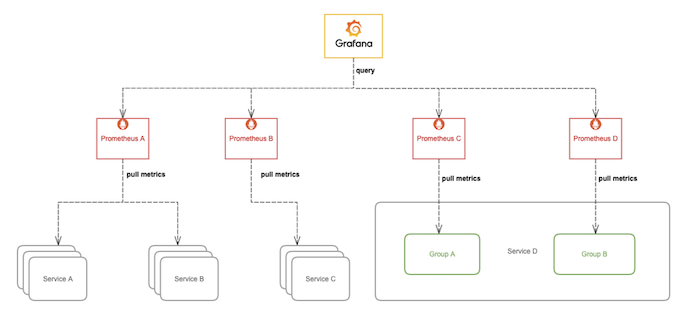 Grafana
query
Prometheus A
Prometheus B
Prometheus C
Prometheus D
pull metrics
pull metrics
pull metrics
pull metrics
Service A
Service B
Service C
Group A
Service D
Group B